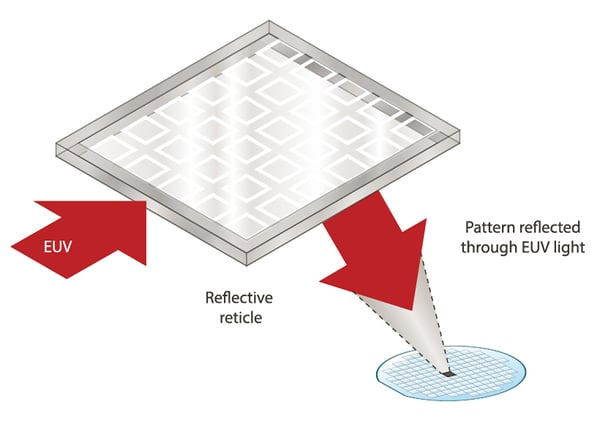 EUV
Reflective
reticle
Pattern reflected
through EUV light